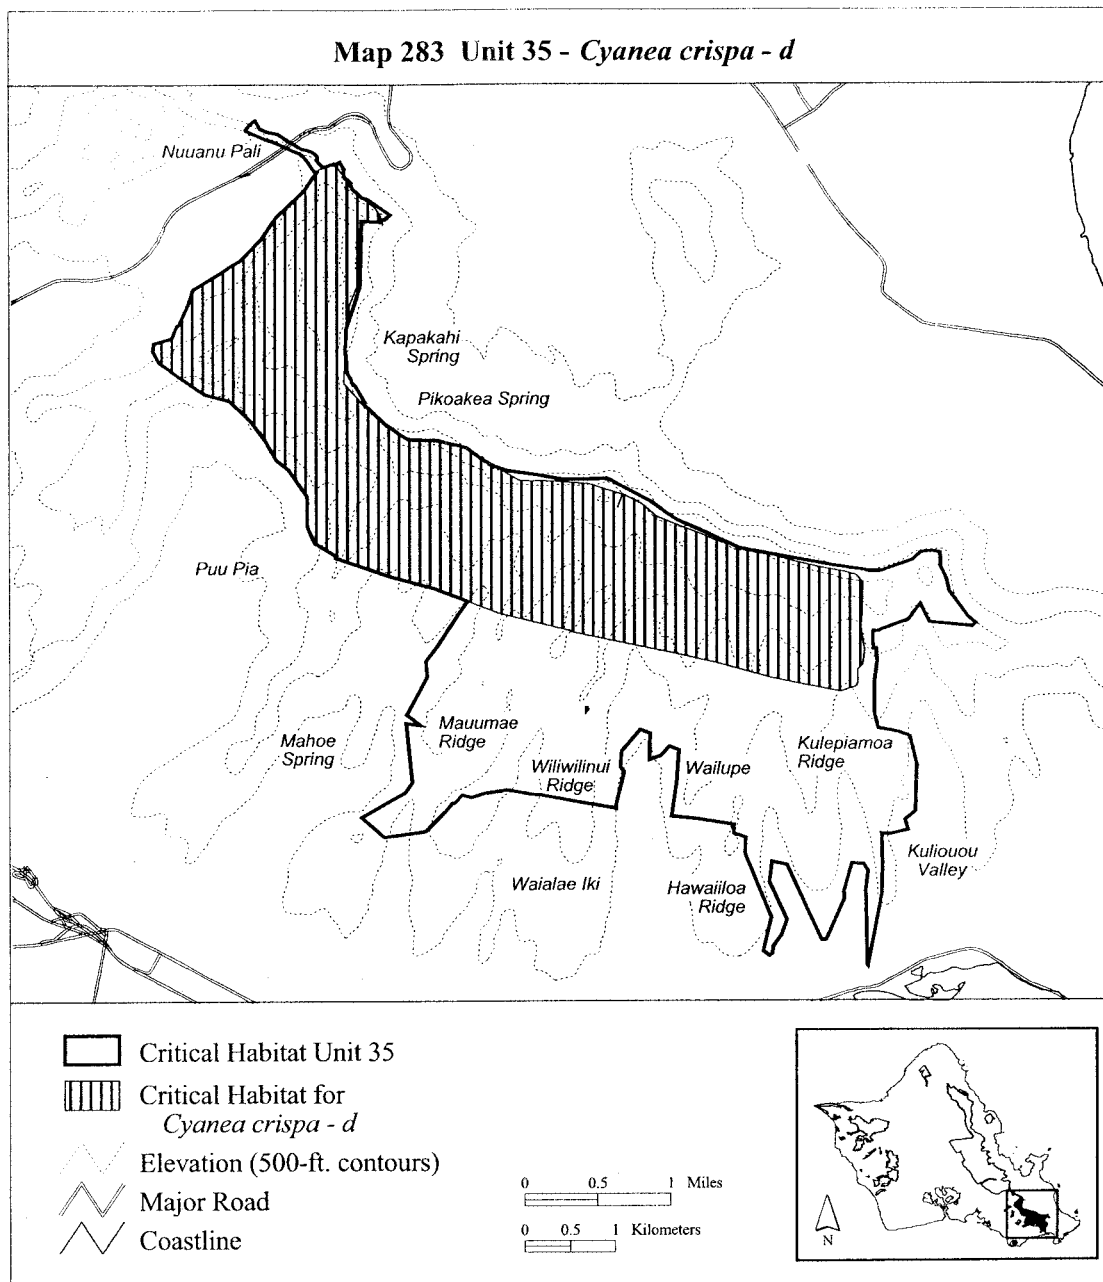 Map 283 Unit 35 - Cyanea crispa - d
Nuuanu Pali
Kapakahi
Spring
Pikoakea Spring
Puu Pia
Mahoe
Spring
Mauumae
Ridge
Wiliwilinui
Ridge
Wailupe
Kulepiamoa
Ridge
Waialae Iki
Hawaiiloa
Ridge
Kuliouou
Valley
Critical Habitat Unit 35
Critical Habitat for
Cyanea crispa - d
Elevation (500-ft. contours)
Major Road
Coastline
0 0.5 1 Miles
0 0.5 1 Kilometers
N